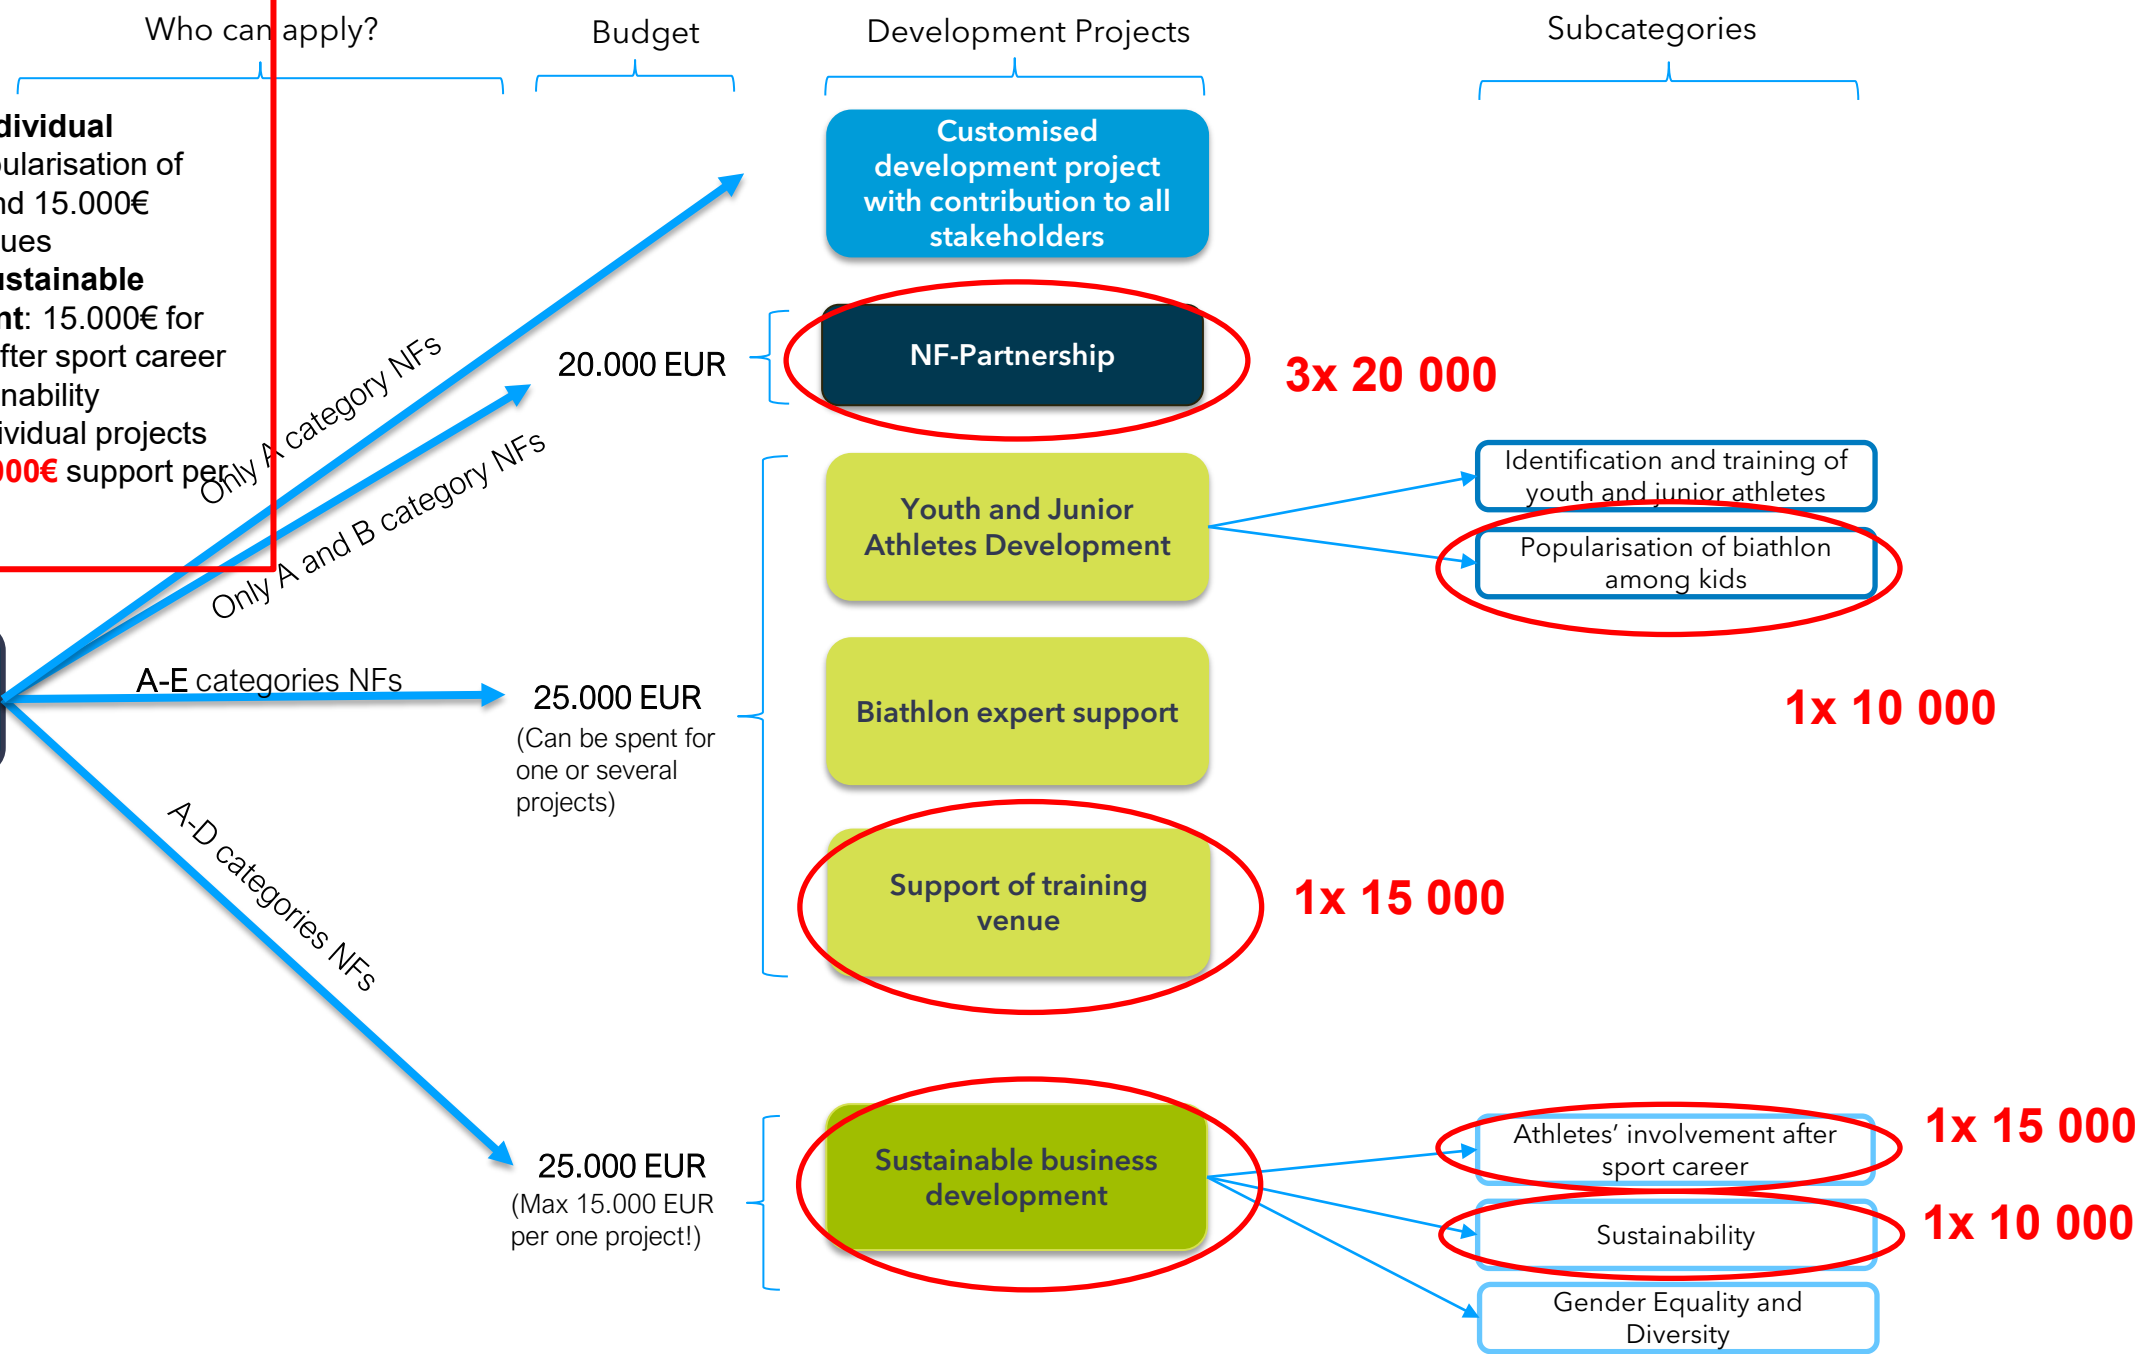 Who can apply?
Budget
Development Projects
Subcategories
dividual
ularisation of
nd 15.000€
ues
ustainable
nt: 15.000€ for
fter sport career
nability
ividual projects
000€ support per
Only A category NFs
Only A and B category NFs
A-E categories NFs
A-D categories NFs
20.000 EUR
25.000 EUR
(Can be spent for
one or several
projects)
25.000 EUR
(Max 15.000 EUR
per one project!)
Customised
development project
with contribution to all
stakeholders
NF-Partnership
3x 20 000
Youth and Junior
Athletes Development
Identification and training of
youth and junior athletes
Popularisation of biathlon
among kids
Biathlon expert support
1x 10 000
Support of training
venue
1x 15 000
Sustainable business
development
Athletes’ involvement after
sport career
1x 15 000
Sustainability
1x 10 000
Gender Equality and
Diversity